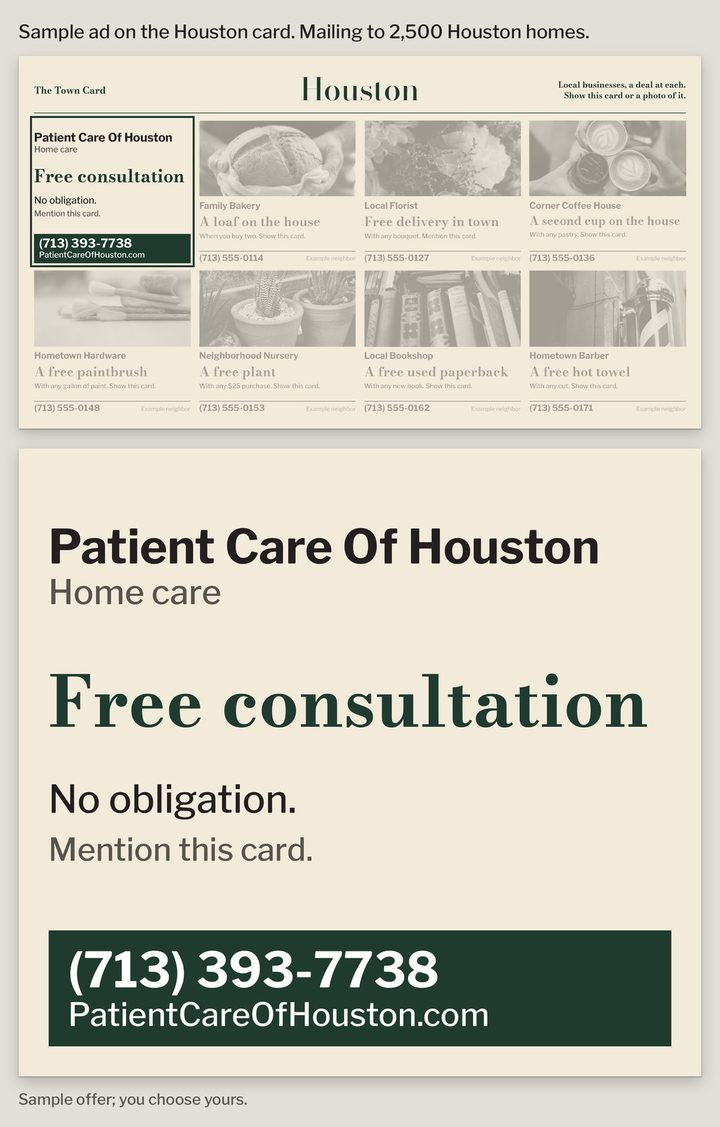 Sample ad on the Houston card. Mailing to 2,500 Houston homes.
The Town Card
Houston
Local businesses, a deal at each.
Show this card or a photo of it.
Patient Care Of Houston
Home care
Free consultation
No obligation.
Mention this card.
(713) 393-7738
PatientCareOfHouston.com
Family Bakery
A loaf on the house
When you buy two. Show this card.
(713) 555-0114
Example neighbor
Local Florist
Free delivery in town
With any bouquet. Mention this card.
(713) 555-0127
Example neighbor
Corner Coffee House
A second cup on the house
With any pastry. Show this card.
(713) 555-0136
Example neighbor
Hometown Hardware
A free paintbrush
With any gallon of paint. Show this card.
(713) 555-0148
Example neighbor
Neighborhood Nursery
A free plant
With any $25 purchase. Show this card.
(713) 555-0153
Example neighbor
Local Bookshop
A free used paperback
With any new book. Show this card.
(713) 555-0162
Example neighbor
Hometown Barber
A free hot towel
With any cut. Show this card.
(713) 555-0171
Example neighbor
Patient Care Of Houston
Home care
Free consultation
No obligation.
Mention this card.
(713) 393-7738
PatientCareOfHouston.com
Sample offer; you choose yours.